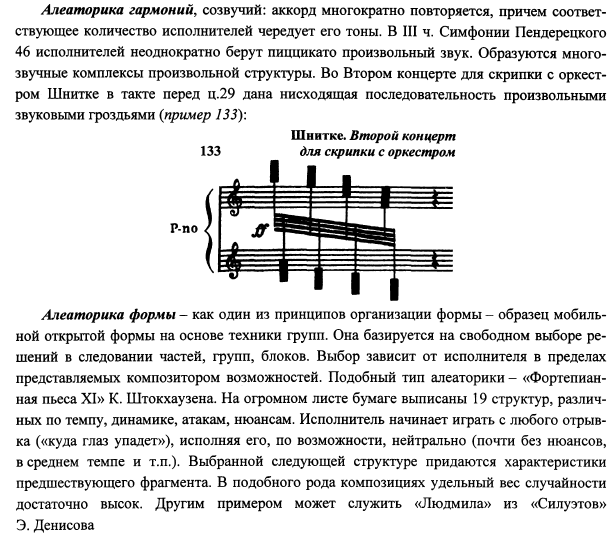 Алеаторика гармоний, созвучий: аккорд многократно повторяется, причем соответ-
ствующее количество исполнителей чередует его тоны. В III ч. Симфонии Пендерецкого
46 исполнителей неоднократно берут пиццикато произвольный звук. Образуются много-
звучные комплексы произвольной структуры. Во Втором концерте для скрипки с оркест-
ром Шнитке в такте перед ц.29 дана нисходящая последовательность произвольными
звуковыми гроздьями (пример 133):
Шнитке. Второй концерт
133 для скрипки с оркестром
P-no
ff
Алеаторика формы – как один из принципов организации формы – образец мобиль-
ной открытой формы на основе техники групп. Она базируется на свободном выборе ре-
шений в следовании частей, групп, блоков. Выбор зависит от исполнителя в пределах
представляемых композитором возможностей. Подобный тип алеаторики – «Фортепиан-
ная пьеса XI» К. Штокхаузена. На огромном листе бумаге выписаны 19 структур, различ-
ных по темпу, динамике, атакам, нюансам. Исполнитель начинает играть с любого отрыв-
ка («куда глаз упадет»), исполняя его, по возможности, нейтрально (почти без нюансов,
в среднем темпе и т.п.). Выбранной следующей структуре придаются характеристики
предшествующего фрагмента. В подобного рода композициях удельный вес случайности
достаточно высок. Другим примером может служить «Людмила» из «Силуэтов»
Э. Денисова